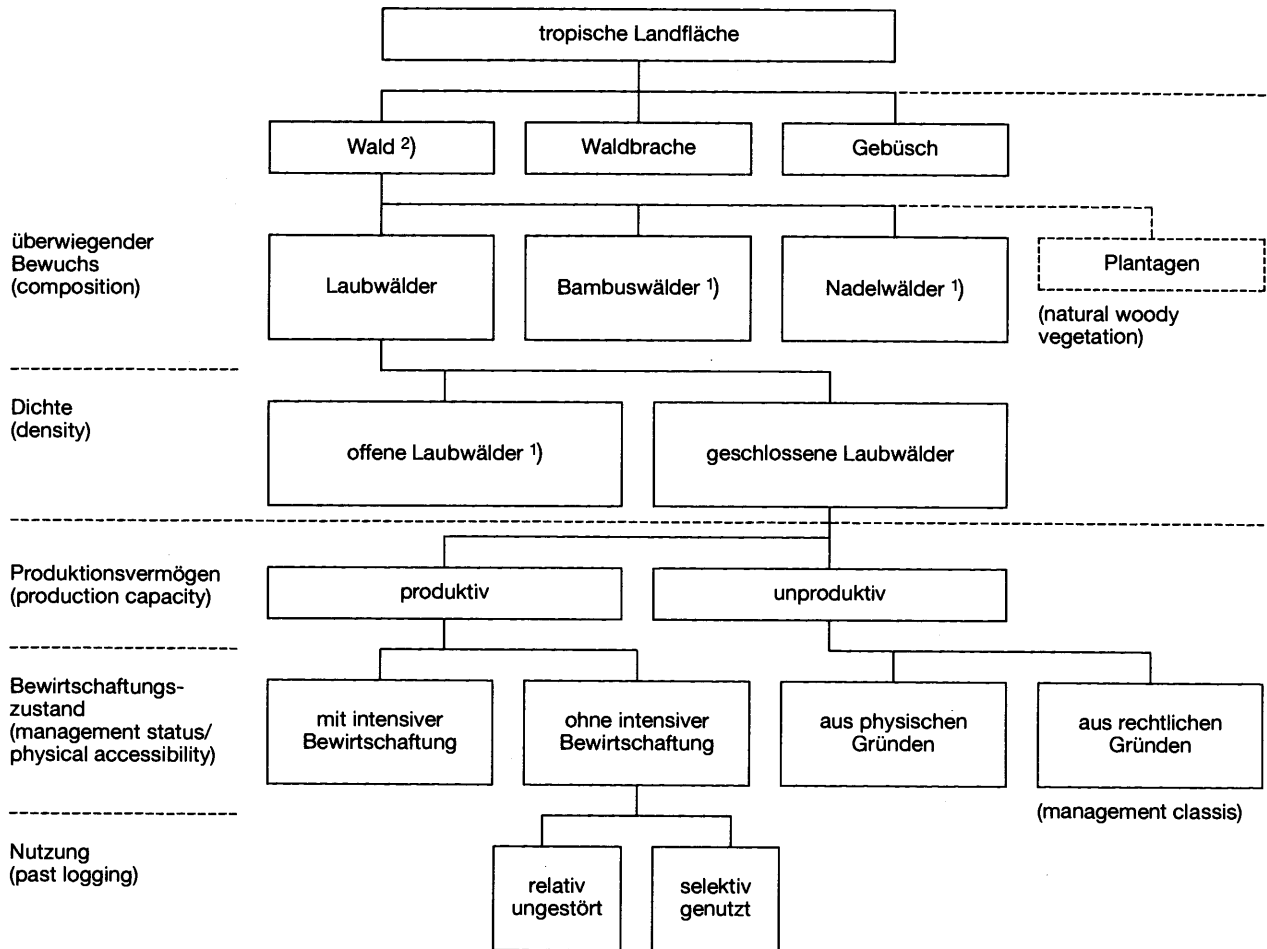 tropische Landfläche
Wald ²)
Waldbrache
Gebüsch
überwiegender
Bewuchs
(composition)
Laubwälder
Bambuswälder ¹)
Nadelwälder ¹)
Plantagen
(natural woody
vegetation)
Dichte
(density)
offene Laubwälder ¹)
geschlossene Laubwälder
Produktionsvermögen
(production capacity)
produktiv
unproduktiv
Bewirtschaftungs-
zustand
(management status/
physical accessibility)
mit intensiver
Bewirtschaftung
ohne intensiver
Bewirtschaftung
aus physischen
Gründen
aus rechtlichen
Gründen
(management classis)
Nutzung
(past logging)
relativ
ungestört
selektiv
genutzt